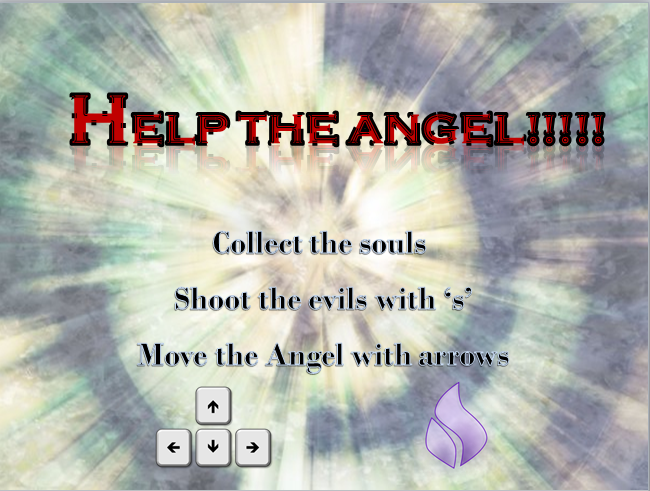 HELP THE ANGEL!!!!!
Collect the souls
Shoot the evils with ‘s’
Move the Angel with arrows